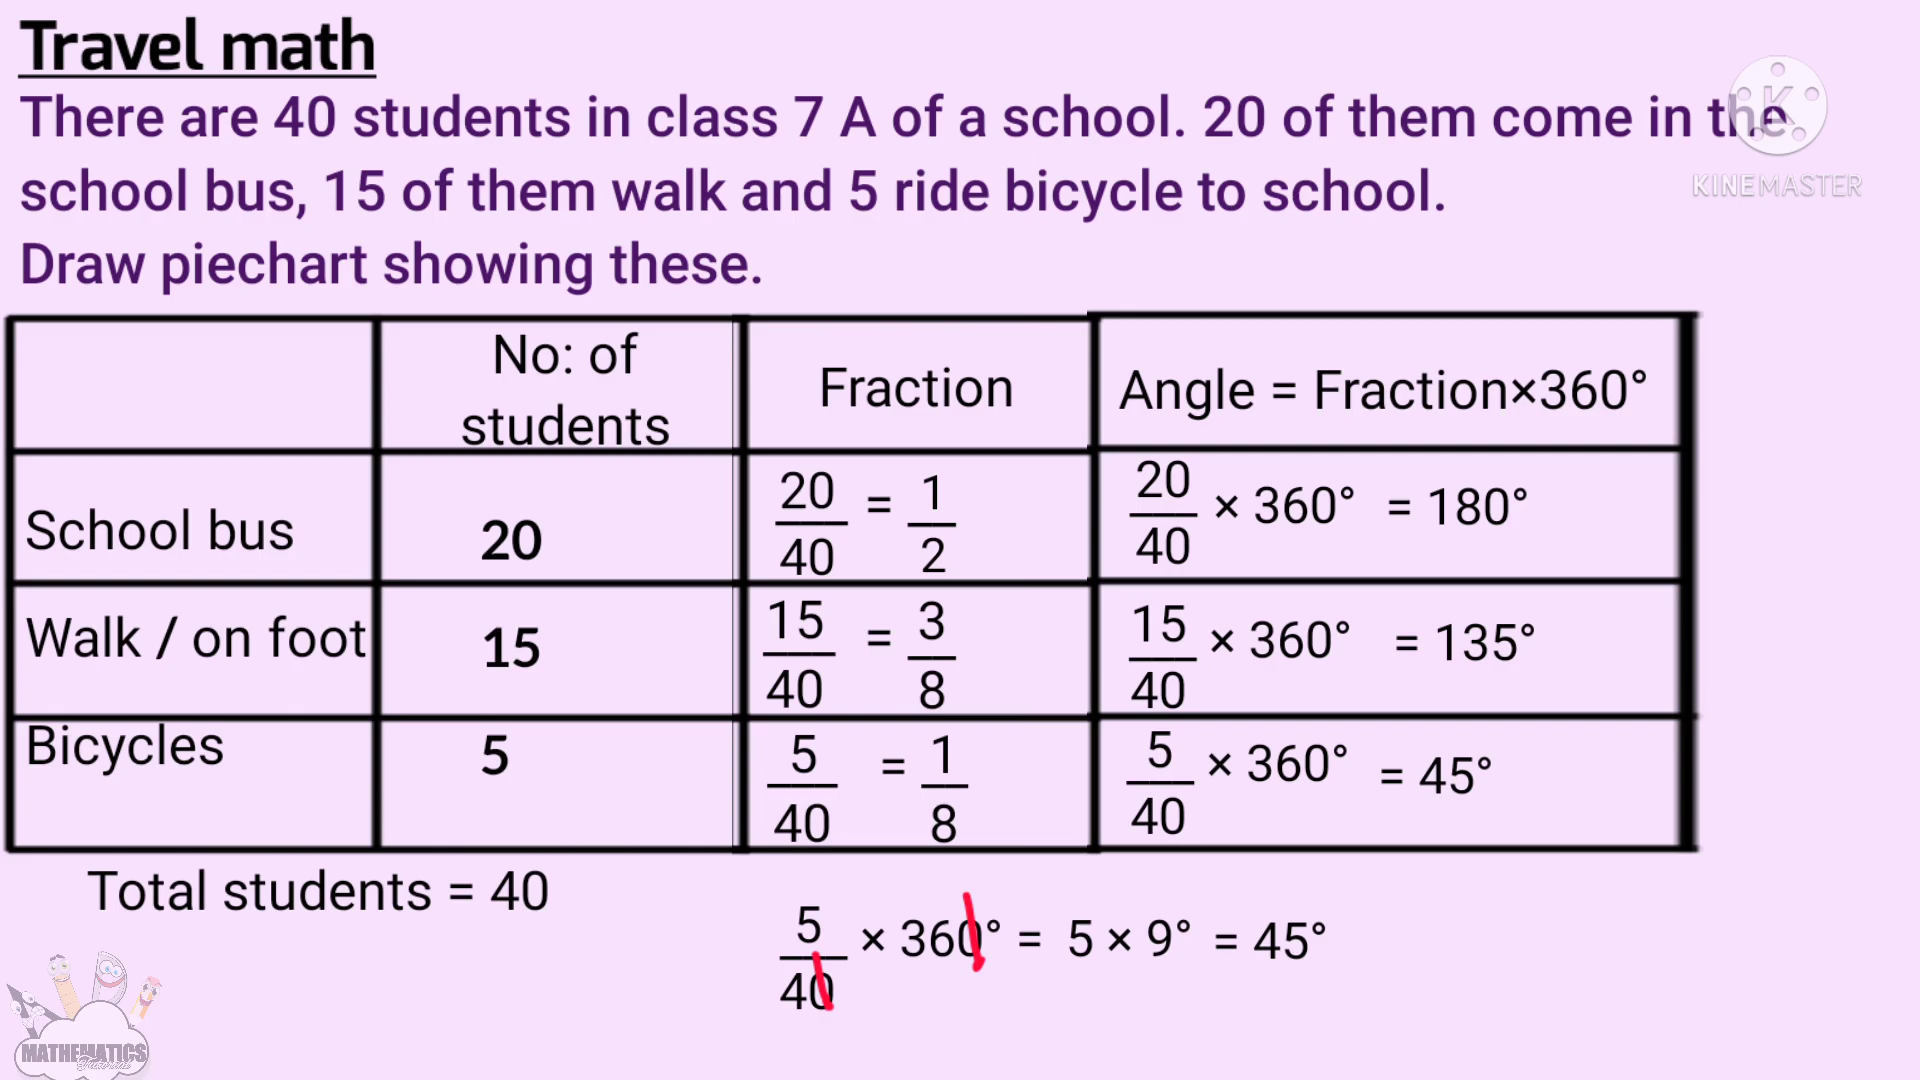 Travel math
There are 40 students in class 7 A of a school. 20 of them come in the
school bus, 15 of them walk and 5 ride bicycle to school.
Draw piechart showing these.
KINEMASTER
No: of students | Fraction | Angle = Fraction×360°
School bus | 20 | 20/40 = 1/2 | 20/40 × 360° = 180°
Walk / on foot | 15 | 15/40 = 3/8 | 15/40 × 360° = 135°
Bicycles | 5 | 5/40 = 1/8 | 5/40 × 360° = 45°
Total students = 40
5/40 × 360° = 5 × 9° = 45°
MATHEMATICS
Tutorial